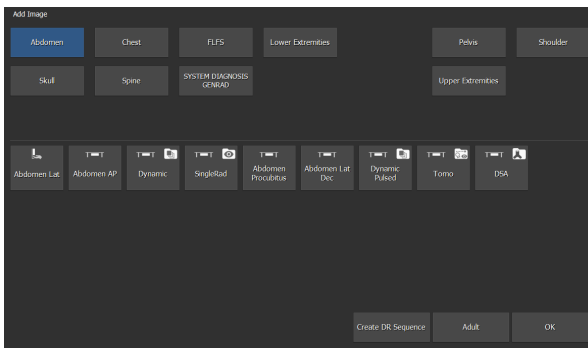 Add Image
Abdomen
Chest
FLFS
Lower Extremities
Pelvis
Shoulder
Skull
Spine
SYSTEM DIAGNOSIS
GENRAD
Upper Extremities
Abdomen Lat
Abdomen AP
Dynamic
SingleRad
Abdomen
Procubitus
Abdomen Lat
Dec
Dynamic
Pulsed
Tomo
DSA
Create DR Sequence
Adult
OK